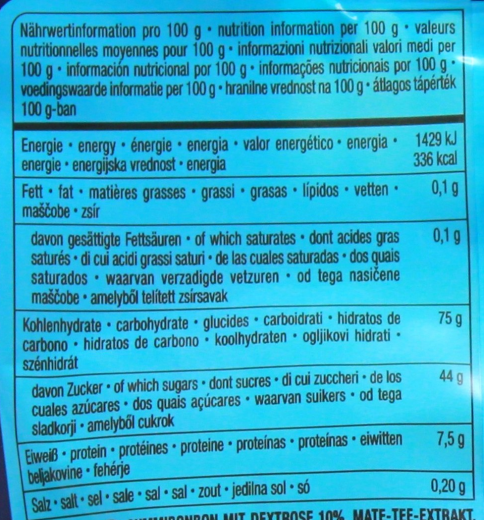 Nährwertinformation pro 100 g • nutrition information per 100 g • valeurs
nutritionnelles moyennes pour 100 g • informazioni nutrizionali valori medi per
100 g • información nutricional por 100 g • informações nutricionais por 100 g •
voedingswaarde informatie per 100 g • hranilne vrednost na 100 g • átlagos tápérték
100 g-ban
Energie • energy • énergie • energia • valor energético • energia • 1429 kJ
energie • energijska vrednost • energia 336 kcal
Fett • fat • matières grasses • grassi • grasas • lípidos • vetten • 0,1 g
maščobe • zsír
davon gesättigte Fettsäuren • of which saturates • dont acides gras 0,1 g
saturés • di cui acidi grassi saturi • de las cuales saturadas • dos quais
saturados • waarvan verzadigde vetzuren • od tega nasičene
maščobe • amelyből telített zsírsavak
Kohlenhydrate • carbohydrate • glucides • carboidrati • hidratos de 75 g
carbono • hidratos de carbono • koolhydraten • ogljikovi hidrati •
szénhidrát
davon Zucker • of which sugars • dont sucres • di cui zuccheri • de los 44 g
cuales azúcares • dos quais açúcares • waarvan suikers • od tega
sladkorji • amelyből cukrok
Eiweiß • protein • protéines • proteine • proteínas • proteínas • eiwitten 7,5 g
beljakovine • fehérje
Salz • salt • sel • sale • sal • sal • zout • jedilna sol • só 0,20 g
MIT DEXTROSE 10% MATE-TEE-EXTRAKT.